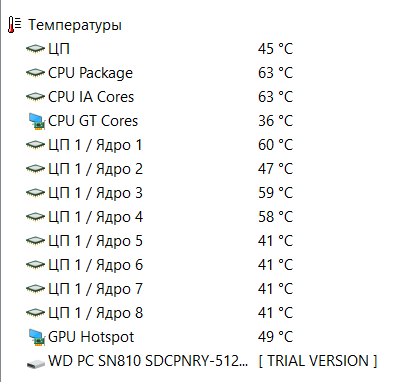 Температуры
ЦП 45 °C
CPU Package 63 °C
CPU IA Cores 63 °C
CPU GT Cores 36 °C
ЦП 1 / Ядро 1 60 °C
ЦП 1 / Ядро 2 47 °C
ЦП 1 / Ядро 3 59 °C
ЦП 1 / Ядро 4 58 °C
ЦП 1 / Ядро 5 41 °C
ЦП 1 / Ядро 6 41 °C
ЦП 1 / Ядро 7 41 °C
ЦП 1 / Ядро 8 41 °C
GPU Hotspot 49 °C
WD PC SN810 SDCPNRY-512... [ TRIAL VERSION ]